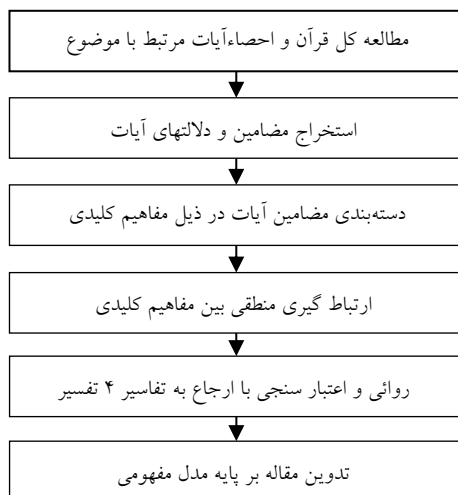 مطالعه کل قرآن و احصاءآیات مرتبط با موضوع
استخراج مضامین و دلالتهای آیات
دسته‌بندی مضامین آیات در ذیل مفاهیم کلیدی
ارتباط گیری منطقی بین مفاهیم کلیدی
روائی و اعتبار سنجی با ارجاع به تفاسیر ۴ تفسیر
تدوین مقاله بر پایه مدل مفهومی